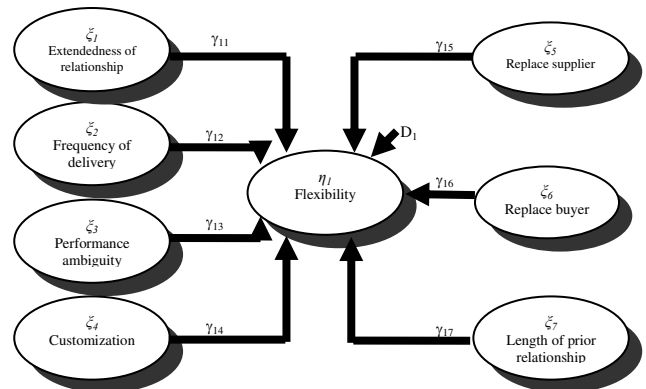 ξ1
Extendedness of
relationship
γ11
ξ2
Frequency of
delivery
γ12
ξ3
Performance
ambiguity
γ13
ξ4
Customization
γ14
η1
Flexibility
D1
γ15
ξ5
Replace supplier
γ16
ξ6
Replace buyer
γ17
ξ7
Length of prior
relationship